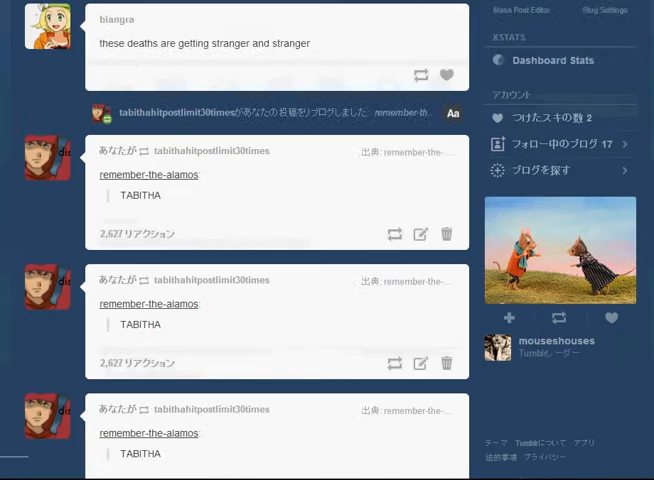 biangra
these deaths are getting stranger and stranger
tabithahitpostlimit30timesがあなたの投稿をリブログしました: remember-th..
Aa
あなたが tabithahitpostlimit30times
出典: remember-the-...
remember-the-alamos:
TABITHA
2,627 リアクション
あなたが tabithahitpostlimit30times
出典: remember-the-...
remember-the-alamos:
TABITHA
2,627 リアクション
あなたが tabithahitpostlimit30times
出典: remember-the-...
remember-the-alamos:
TABITHA
Mass Post Editor Blog Settings
XSTATS
Dashboard Stats
アカウント
つけたスキの数 2
フォロー中のブログ 17
ブログを探す
mouseshouses
Tumblrレーダー
テーマ Tumblrについて アプリ
法的事項 プライバシー